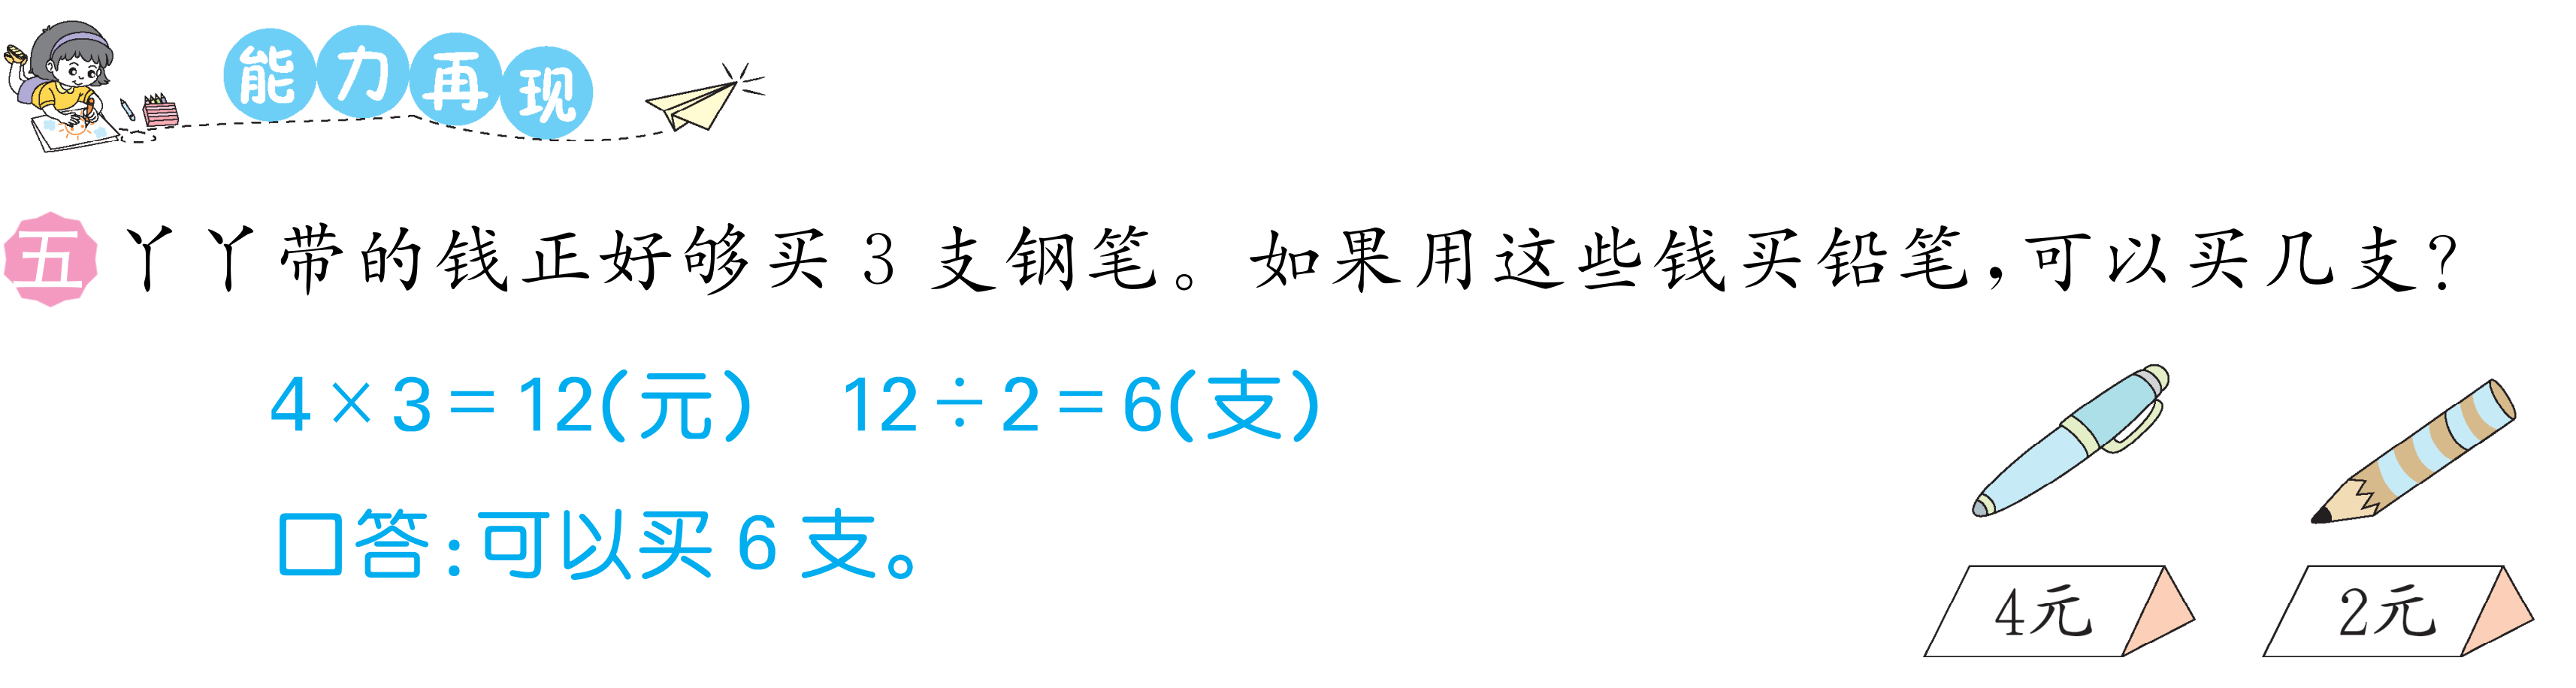 能力再现
五 丫丫带的钱正好够买 3 支钢笔。如果用这些钱买铅笔,可以买几支?
4×3=12(元) 12÷2=6(支)
口答:可以买 6 支。
4元 2元